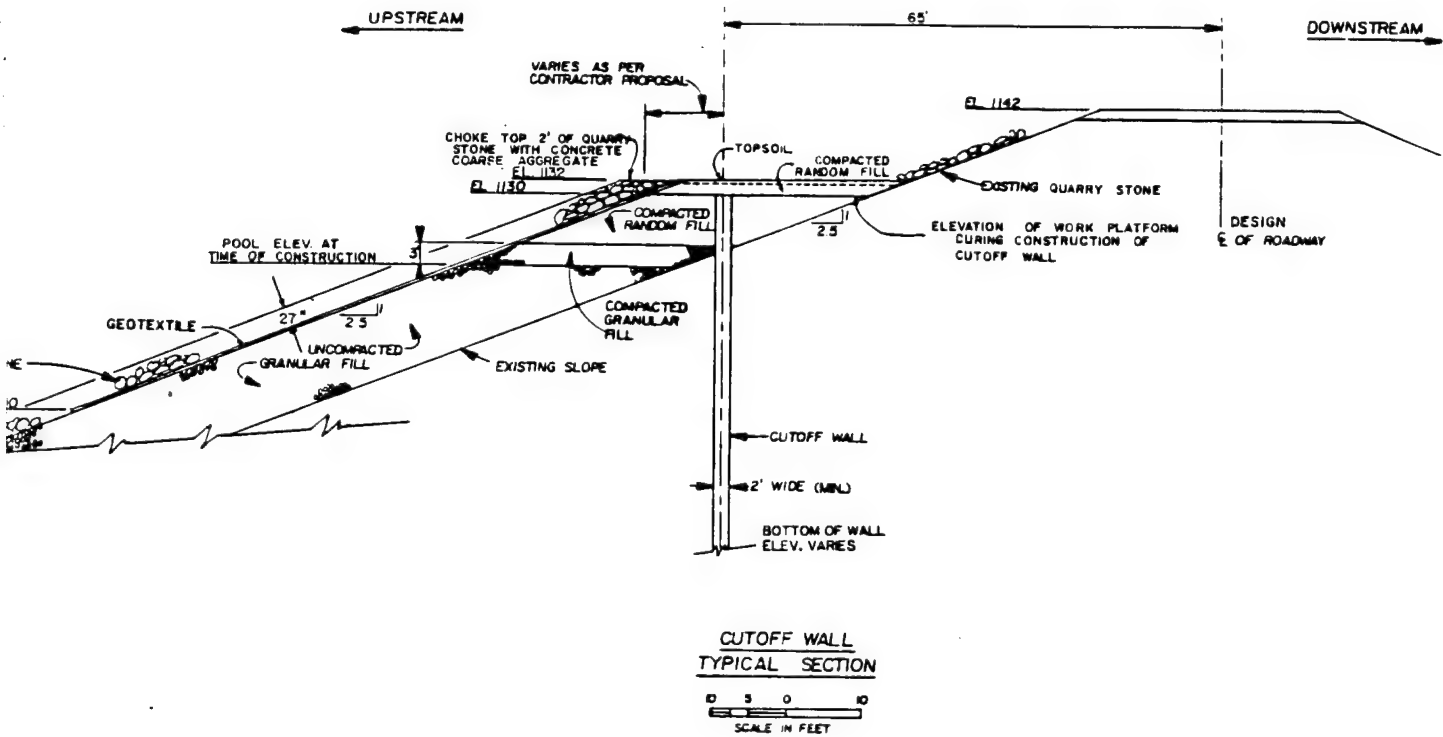 UPSTREAM
65'
DOWNSTREAM
VARIES AS PER
CONTRACTOR PROPOSAL
EL 1142
CHOKE TOP 2' OF QUARRY
STONE WITH CONCRETE
COARSE AGGREGATE
EL 1132
EL 1130
TOPSOIL
COMPACTED
RANDOM FILL
EXISTING QUARRY STONE
COMPACTED
RANDOM FILL
1
2.5
ELEVATION OF WORK PLATFORM
DURING CONSTRUCTION OF
CUTOFF WALL
DESIGN
℄ OF ROADWAY
POOL ELEV. AT
TIME OF CONSTRUCTION
3'
27"
1
2.5
COMPACTED
GRANULAR
FILL
GEOTEXTILE
UNCOMPACTED
GRANULAR FILL
EXISTING SLOPE
NE
CUTOFF WALL
2' WIDE (MIN.)
BOTTOM OF WALL
ELEV. VARIES
CUTOFF WALL
TYPICAL SECTION
10 5 0 10
SCALE IN FEET